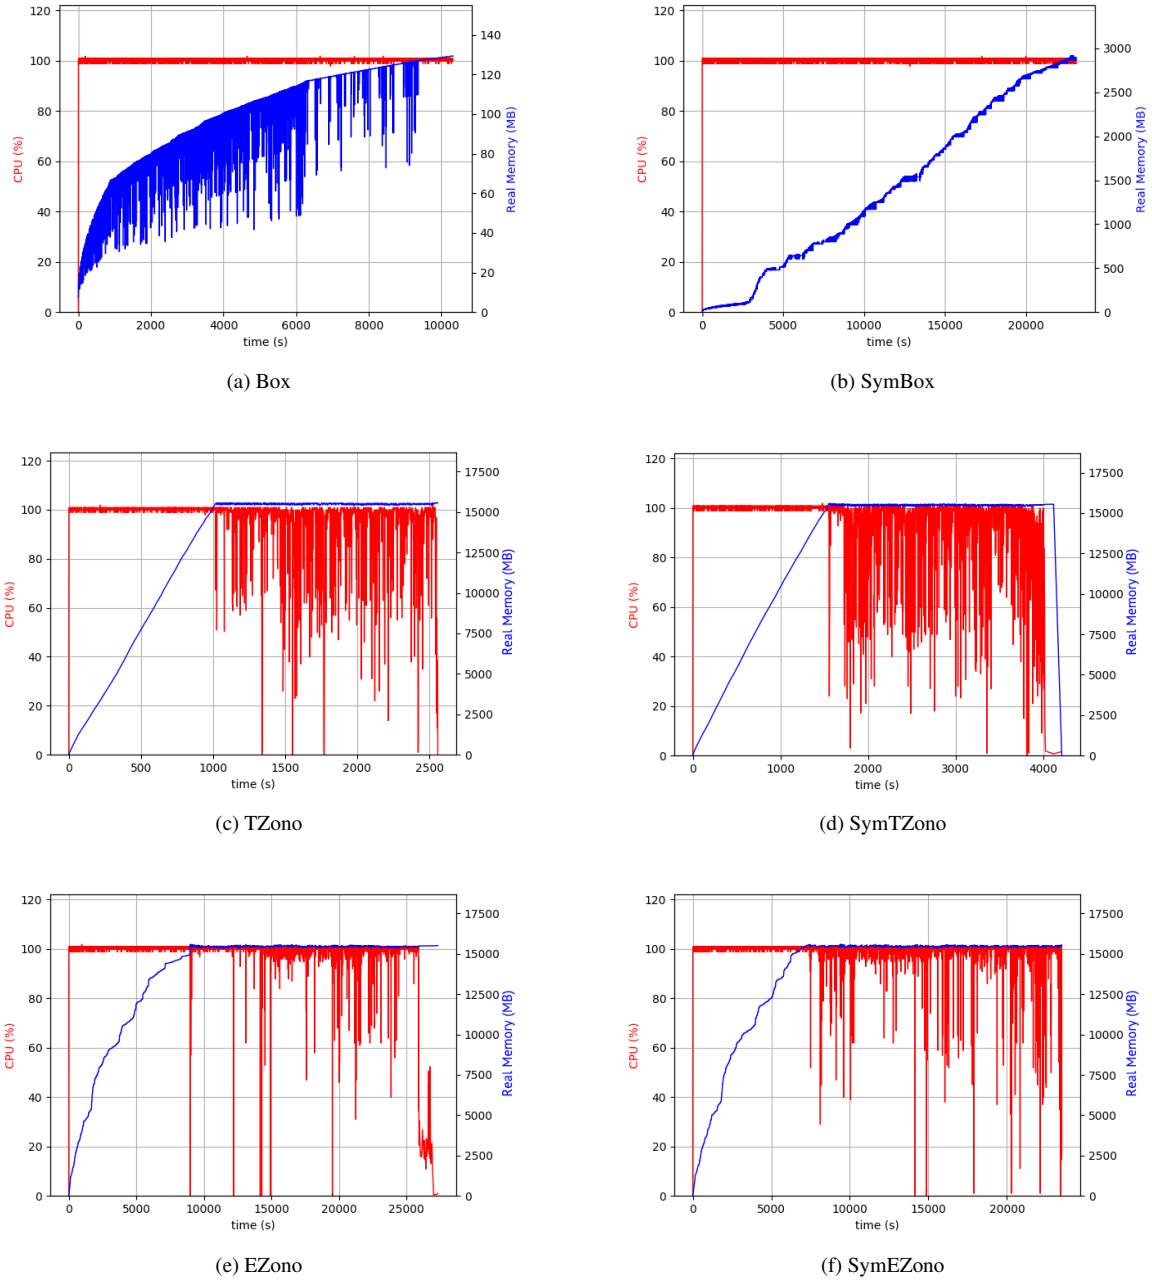 120
100
80
60
40
20
0
CPU (%)
0 2000 4000 6000 8000 10000
time (s)
140
120
100
80
60
40
20
0
Real Memory (MB)
(a) Box
120
100
80
60
40
20
0
CPU (%)
0 5000 10000 15000 20000
time (s)
3000
2500
2000
1500
1000
500
0
Real Memory (MB)
(b) SymBox
120
100
80
60
40
20
0
CPU (%)
0 500 1000 1500 2000 2500
time (s)
17500
15000
12500
10000
7500
5000
2500
0
Real Memory (MB)
(c) TZono
120
100
80
60
40
20
0
CPU (%)
0 1000 2000 3000 4000
time (s)
17500
15000
12500
10000
7500
5000
2500
0
Real Memory (MB)
(d) SymTZono
120
100
80
60
40
20
0
CPU (%)
0 5000 10000 15000 20000 25000
time (s)
17500
15000
12500
10000
7500
5000
2500
0
Real Memory (MB)
(e) EZono
120
100
80
60
40
20
0
CPU (%)
0 5000 10000 15000 20000
time (s)
17500
15000
12500
10000
7500
5000
2500
0
Real Memory (MB)
(f) SymEZono